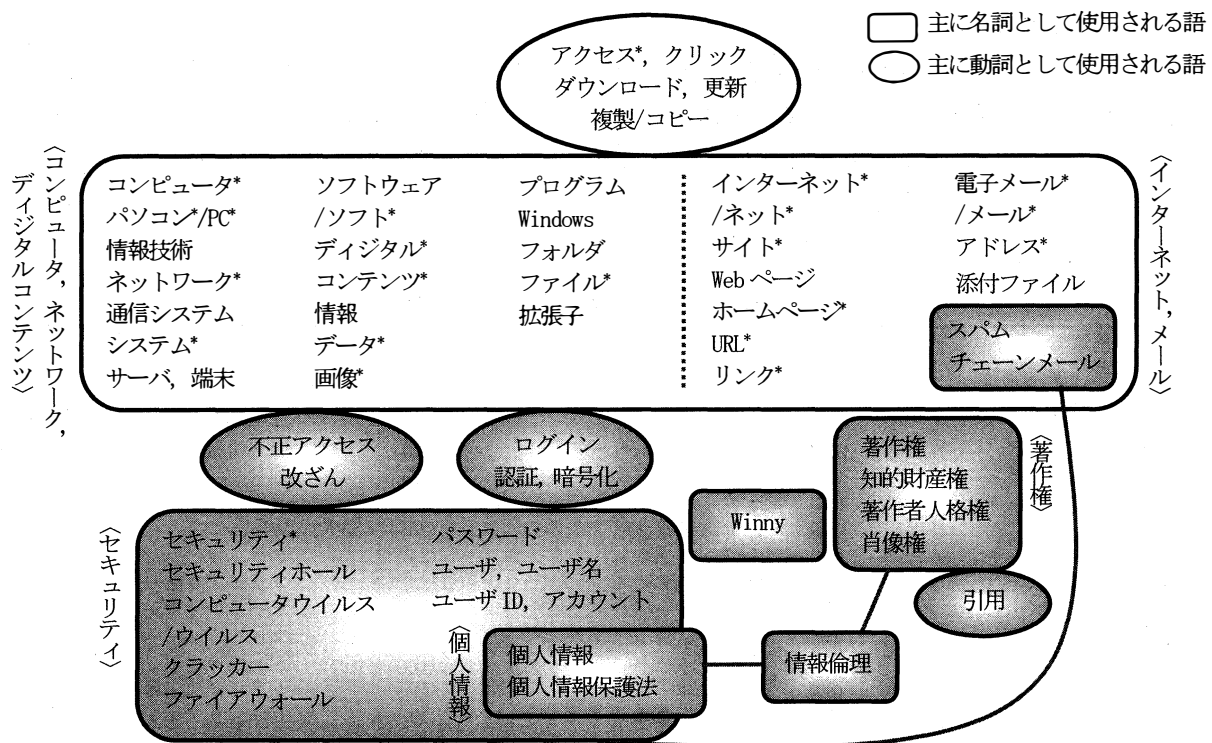 主に名詞として使用される語
主に動詞として使用される語
アクセス*, クリック
ダウンロード, 更新
複製/コピー
〈コンピュータ, ネットワーク,
ディジタルコンテンツ〉
コンピュータ*
パソコン*/PC*
情報技術
ネットワーク*
通信システム
システム*
サーバ, 端末
ソフトウェア
/ソフト*
ディジタル*
コンテンツ*
情報
データ*
画像*
プログラム
Windows
フォルダ
ファイル*
拡張子
インターネット*
/ネット*
サイト*
Web ページ
ホームページ*
URL*
リンク*
電子メール*
/メール*
アドレス*
添付ファイル
スパム
チェーンメール
〈インターネット, メール〉
不正アクセス
改ざん
ログイン
認証, 暗号化
〈セキュリティ〉
セキュリティ*
セキュリティホール
コンピュータウイルス
/ウイルス
クラッカー
ファイアウォール
パスワード
ユーザ, ユーザ名
ユーザ ID, アカウント
〈個人情報〉
個人情報
個人情報保護法
Winny
著作権
知的財産権
著作者人格権
肖像権
〈著作権〉
引用
情報倫理